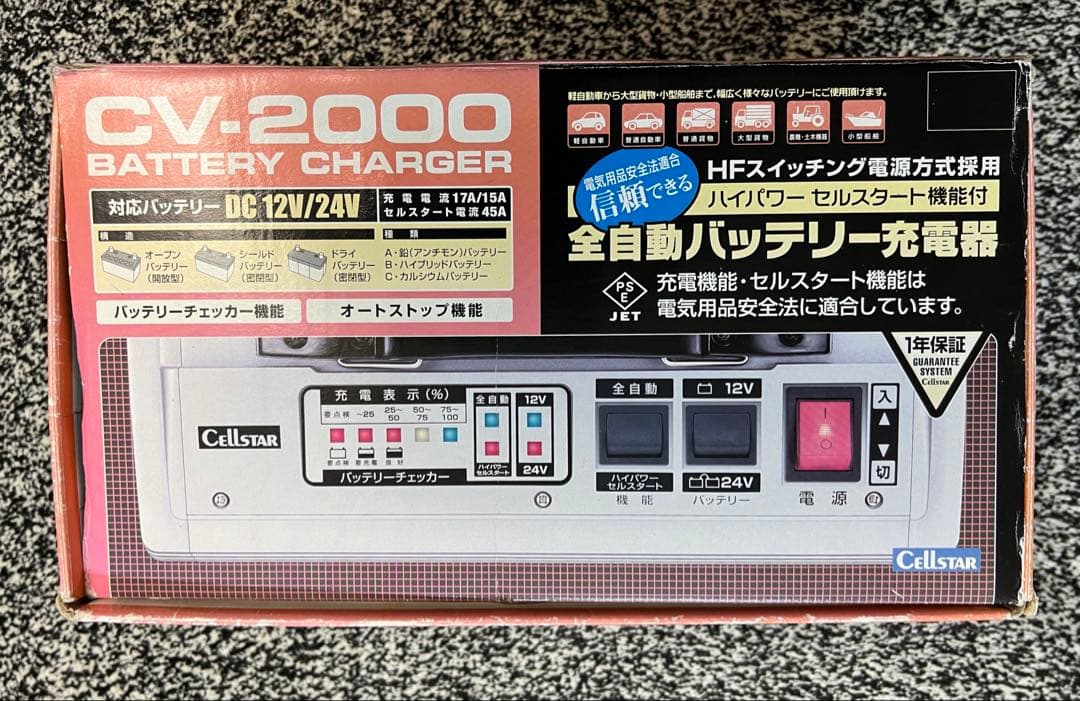 CV-2000
BATTERY CHARGER
対応バッテリー DC 12V/24V
充電電流17A/15A
セルスタート電流45A
構造
種類
オープンバッテリー(開放型)
シールドバッテリー(密閉型)
ドライバッテリー(密閉型)
A・鉛(アンチモン)バッテリー
B・ハイブリッドバッテリー
C・カルシウムバッテリー
バッテリーチェッカー機能
オートストップ機能
軽自動車から大型貨物・小型船舶まで、幅広く様々なバッテリーにご使用頂けます。
軽自動車
普通自動車
普通貨物
大型貨物
農機・土木機器
小型船舶
電気用品安全法適合
信頼できる
HFスイッチング電源方式採用
ハイパワー セルスタート機能付
全自動バッテリー充電器
PS
E
JET
充電機能・セルスタート機能は
電気用品安全法に適合しています。
1年保証
GUARANTEE
SYSTEM
CELLSTAR
CELLSTAR
充電表示(%)
要点検 ~25 25~50 50~75 75~100
要点検 要充電 良好
バッテリーチェッカー
全自動
ハイパワー
セルスタート
12V
24V
全自動
ハイパワー
セルスタート
機能
12V
24V
バッテリー
入
切
電源
CELLSTAR